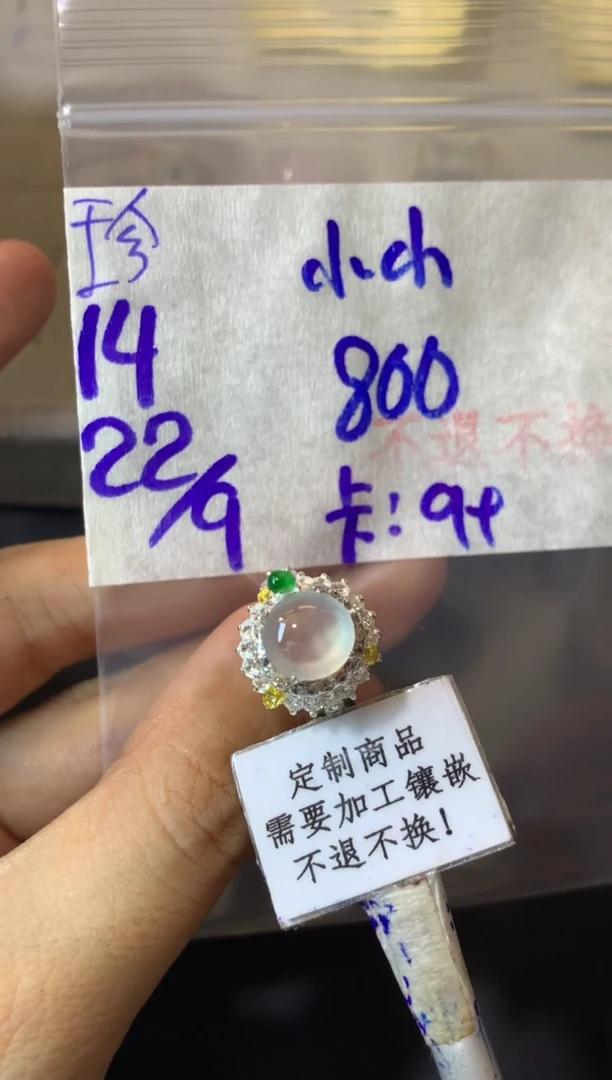 珍
14
22/9
小ch
800
不退不换
卡!9+
定制商品
需要加工镶嵌
不退不换!